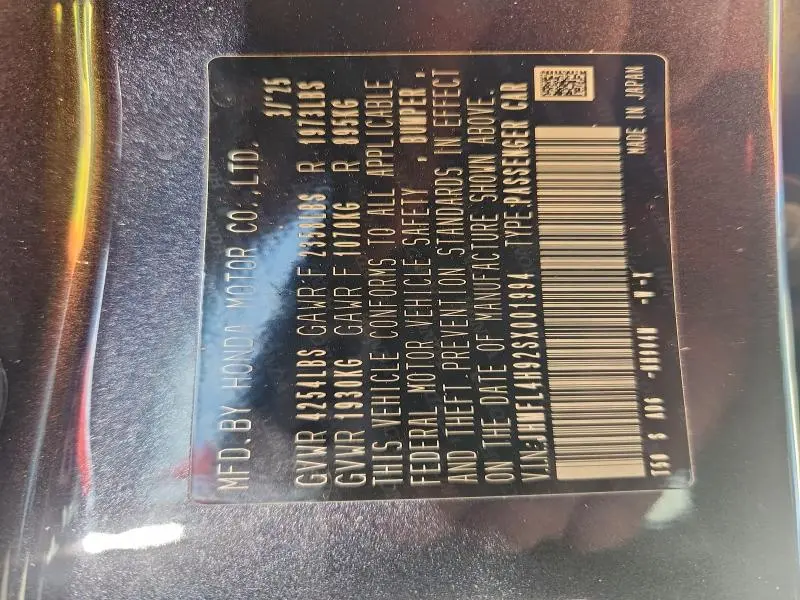 MFD.BY HONDA MOTOR CO.,LTD. 3/'25
GVWR 4254LBS GAWR F 2358LBS R 1973LBS
GVWR 1930KG GAWR F 1070KG R 895KG
THIS VEHICLE CONFORMS TO ALL APPLICABLE
FEDERAL MOTOR VEHICLE SAFETY , BUMPER ,
AND THEFT PREVENTION STANDARDS IN EFFECT
ON THE DATE OF MANUFACTURE SHOWN ABOVE.
V.I.N:JHMFL4H92SX001994 TYPE:PASSENGER CAR
MADE IN JAPAN